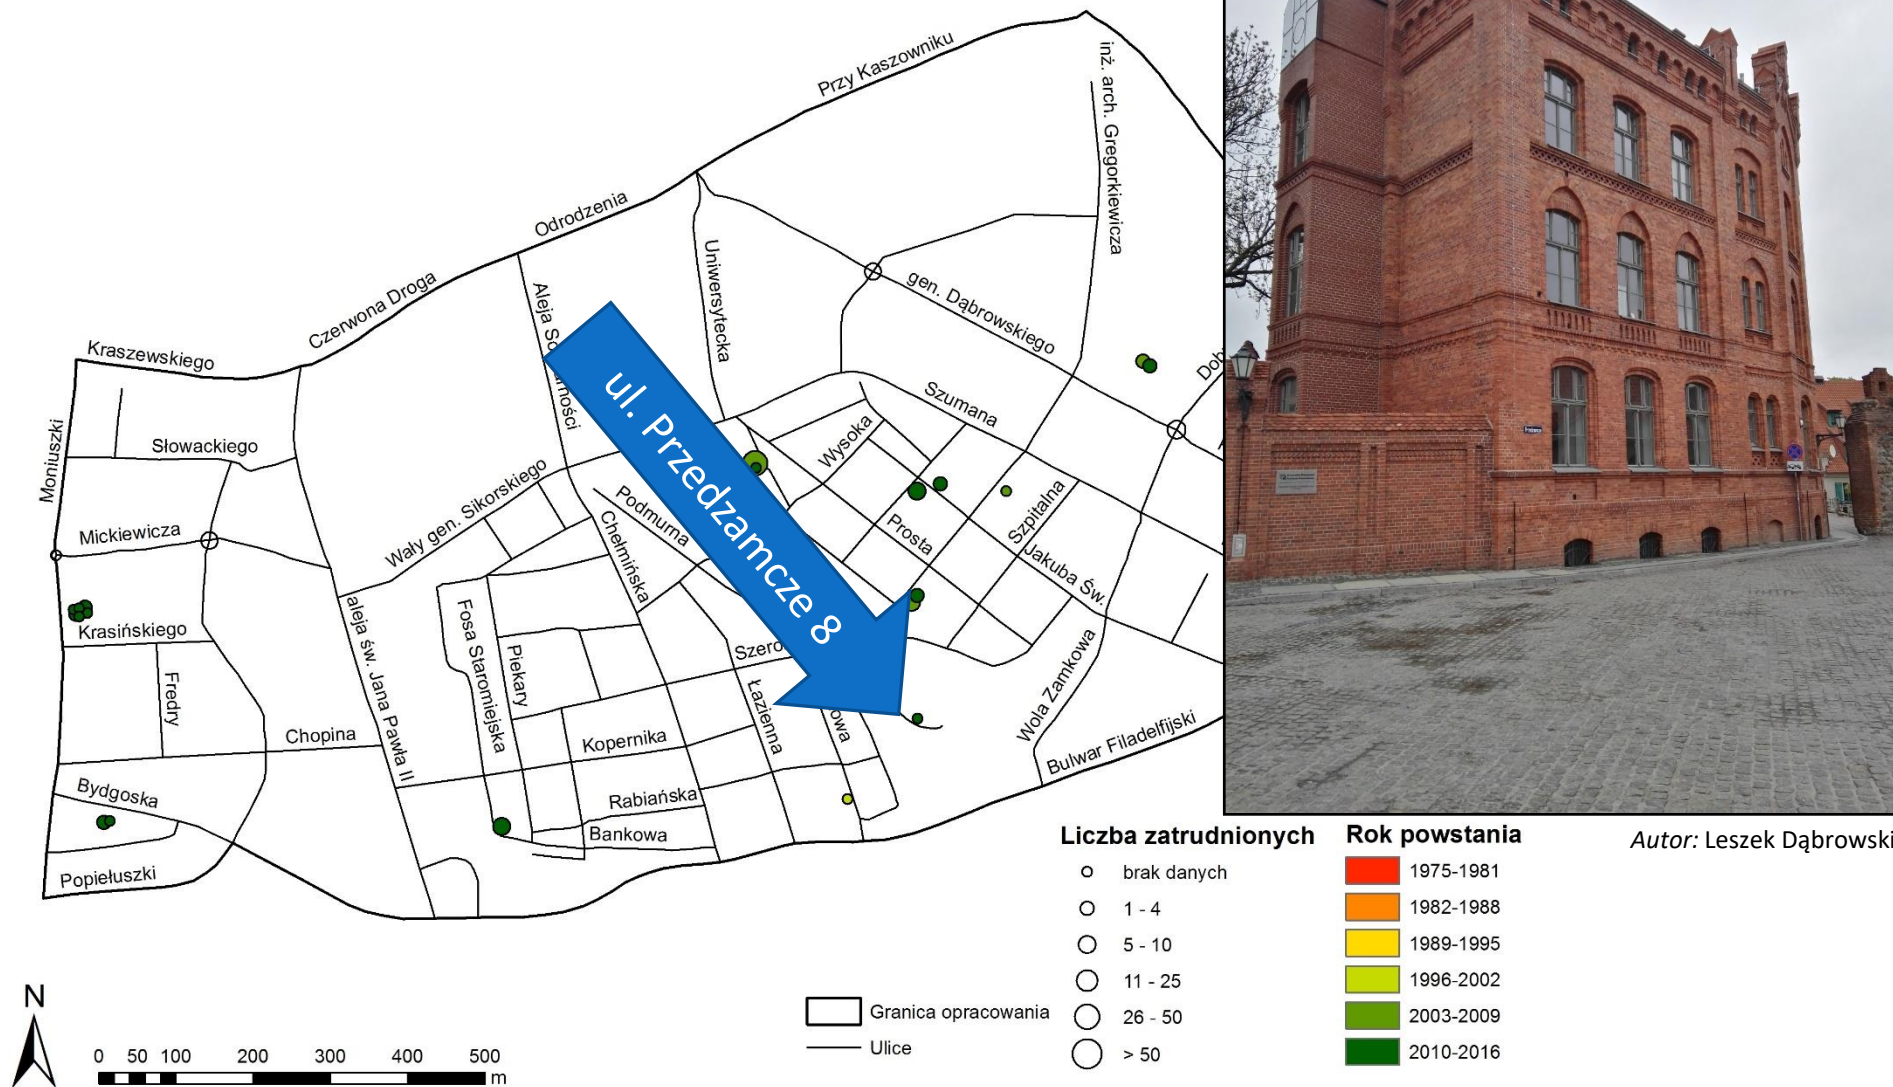 Przy Kaszowniku
inż. arch. Gregorkiewicza
Odrodzenia
Uniwersytecka
gen. Dąbrowskiego
Czerwona Droga
Kraszewskiego
Szumana
Wysoka
Słowackiego
Moniuszki
Wały gen. Sikorskiego
Podmurna
Prosta
Szpitalna
Mickiewicza
Chełmińska
Jakuba Św.
ul. Przedzamcze 8
Krasińskiego
aleja św. Jana Pawła II
Fosa Staromiejska
Piekary
Fredry
Łazienna
Wola Zamkowa
Chopina
Kopernika
Bulwar Filadelfijski
Bydgoska
Rabiańska
Bankowa
Popiełuszki
Liczba zatrudnionych
brak danych
1 - 4
5 - 10
11 - 25
26 - 50
> 50
Rok powstania
1975-1981
1982-1988
1989-1995
1996-2002
2003-2009
2010-2016
Autor: Leszek Dąbrowski
Granica opracowania
Ulice
N
0 50 100 200 300 400 500
m